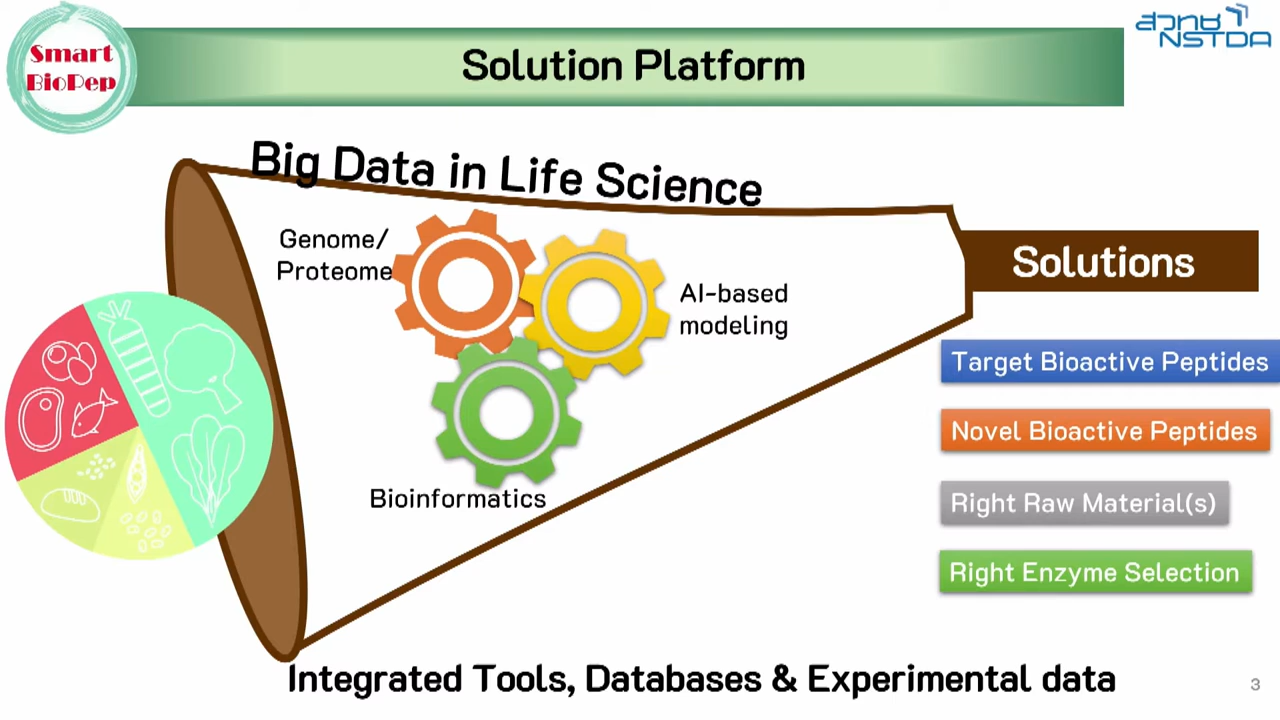 Smart
BioPep
Solution Platform
สวทช
NSTDA
Big Data in Life Science
Genome/
Proteome
AI-based
modeling
Bioinformatics
Solutions
Target Bioactive Peptides
Novel Bioactive Peptides
Right Raw Material(s)
Right Enzyme Selection
Integrated Tools, Databases & Experimental data
3